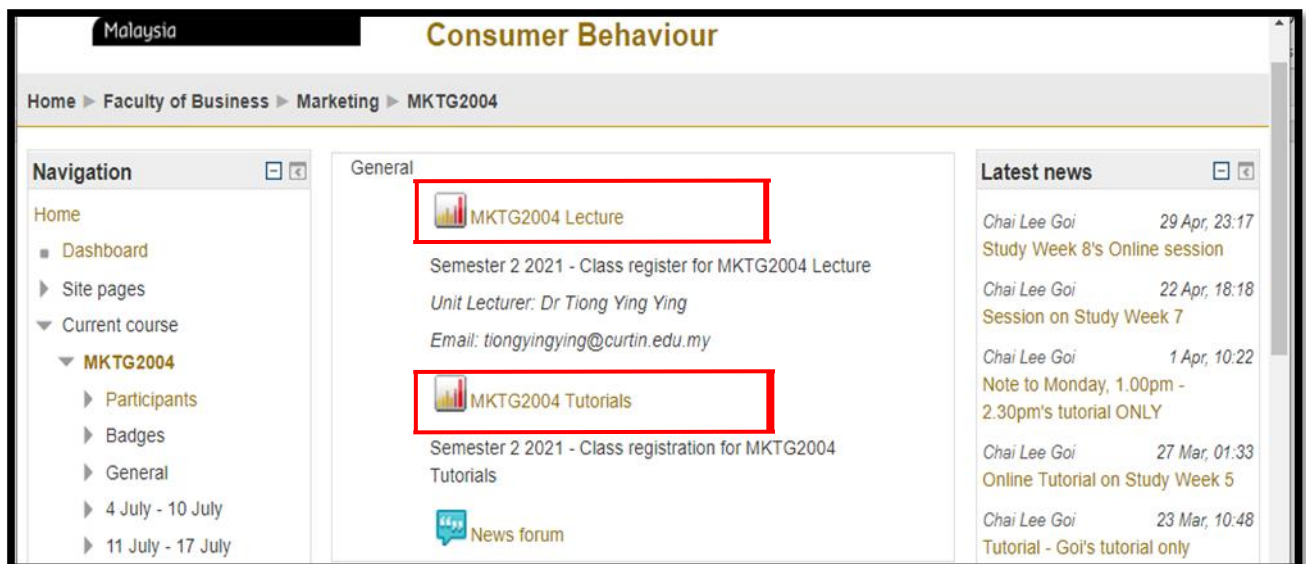 Malaysia
Consumer Behaviour
Home ▶ Faculty of Business ▶ Marketing ▶ MKTG2004
Navigation
Home
Dashboard
Site pages
Current course
MKTG2004
Participants
Badges
General
4 July - 10 July
11 July - 17 July
General
MKTG2004 Lecture
Semester 2 2021 - Class register for MKTG2004 Lecture
Unit Lecturer: Dr Tiong Ying Ying
Email: tiongyingying@curtin.edu.my
MKTG2004 Tutorials
Semester 2 2021 - Class registration for MKTG2004
Tutorials
News forum
Latest news
Chai Lee Goi 29 Apr, 23:17
Study Week 8's Online session
Chai Lee Goi 22 Apr, 18:18
Session on Study Week 7
Chai Lee Goi 1 Apr, 10:22
Note to Monday, 1.00pm -
2.30pm's tutorial ONLY
Chai Lee Goi 27 Mar, 01:33
Online Tutorial on Study Week 5
Chai Lee Goi 23 Mar, 10:48
Tutorial - Goi's tutorial only